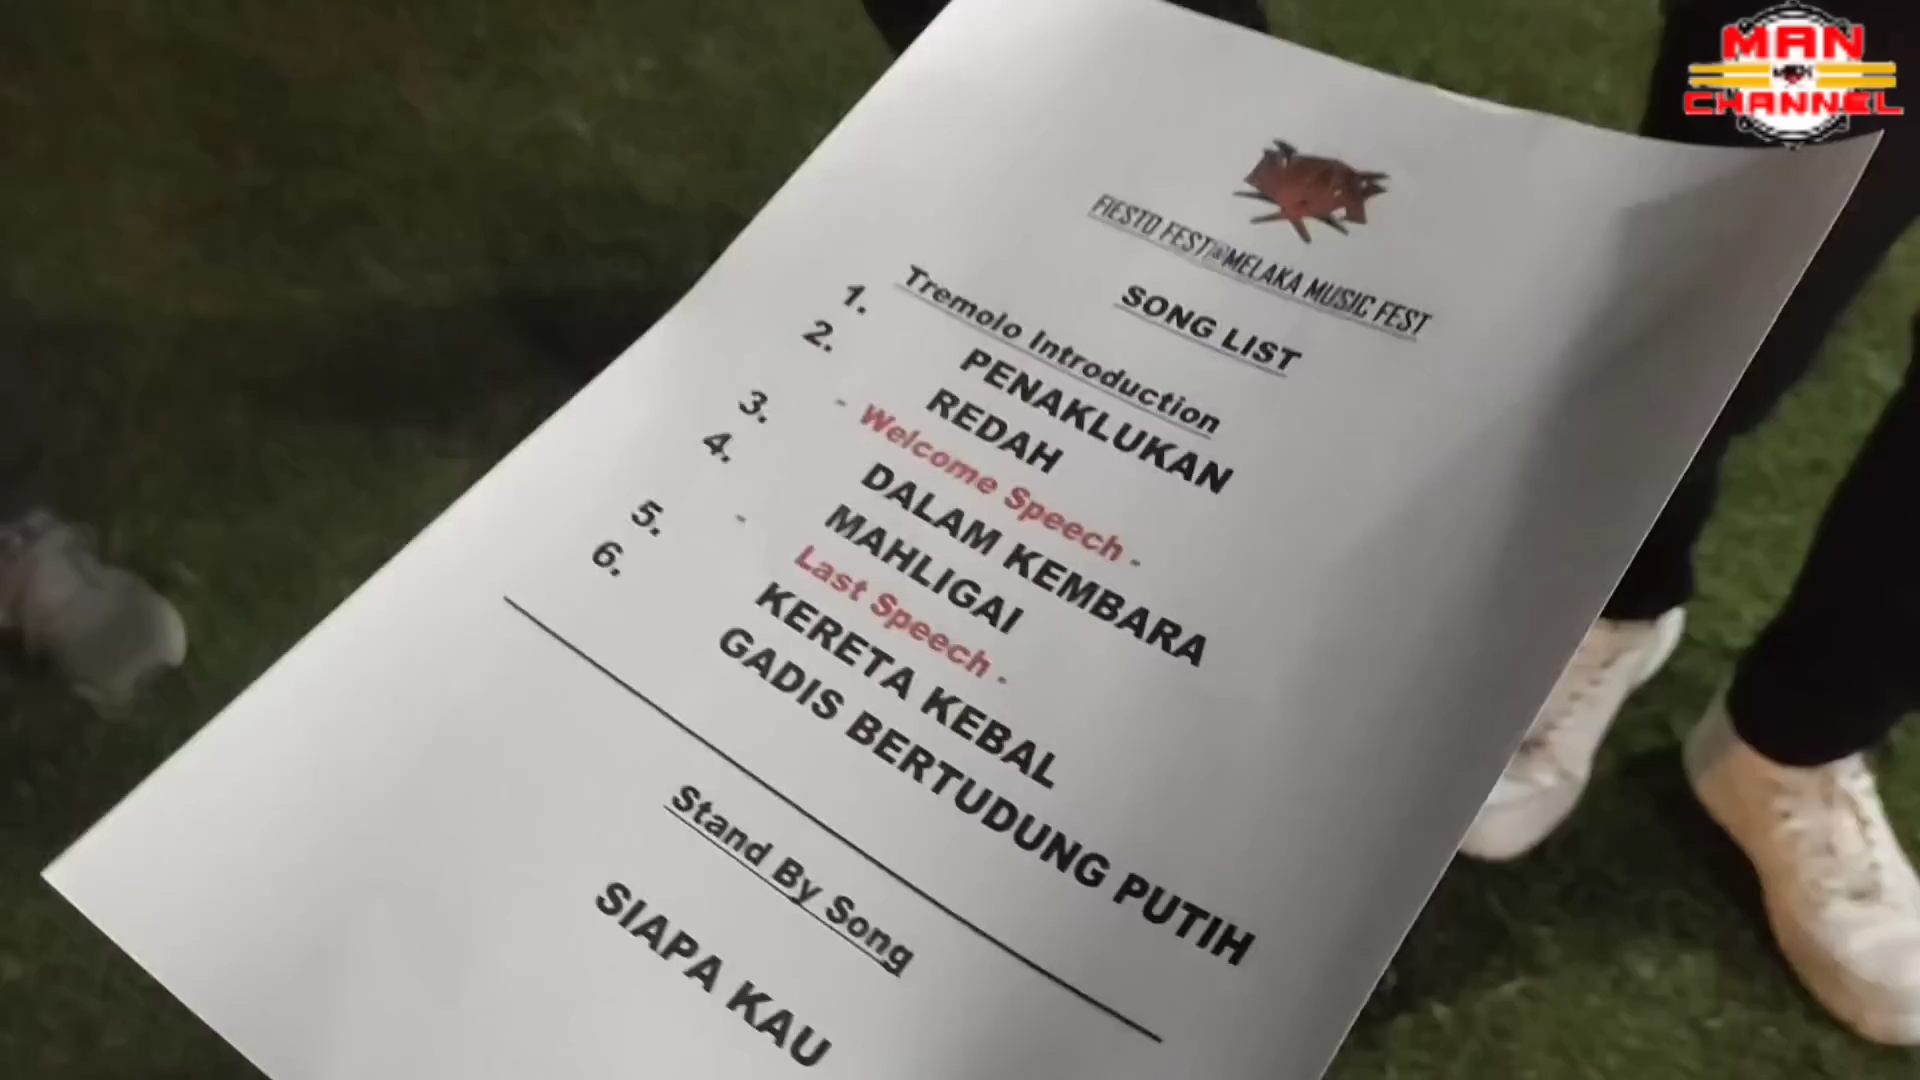 MAN
CHANNEL
FIESTO FEST@MELAKA MUSIC FEST
SONG LIST
Tremolo Introduction
1. PENAKLUKAN
2. REDAH
- Welcome Speech -
3. DALAM KEMBARA
4. MAHLIGAI
- Last Speech -
5. KERETA KEBAL
6. GADIS BERTUDUNG PUTIH
Stand By Song
SIAPA KAU